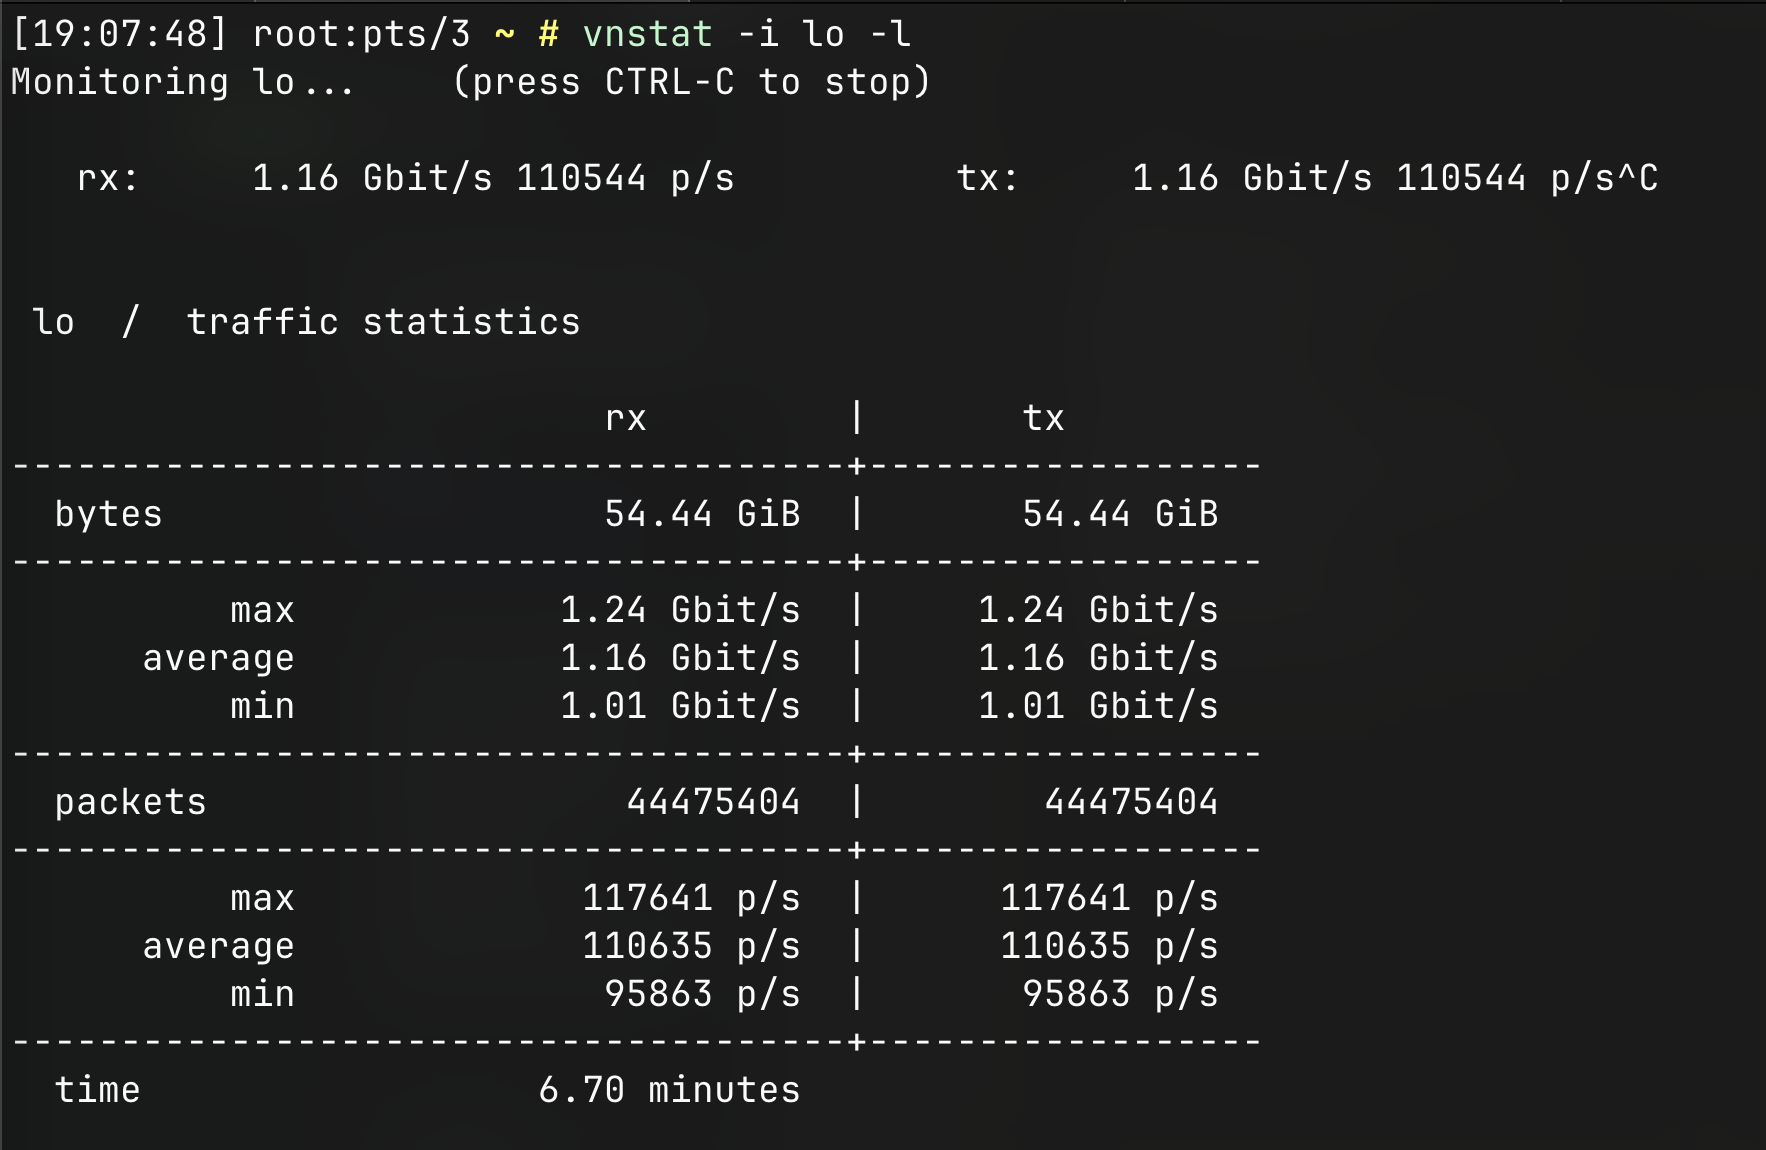 [19:07:48] root:pts/3 ~ # vnstat -i lo -l
Monitoring lo...    (press CTRL-C to stop)
   rx:     1.16 Gbit/s 110544 p/s          tx:     1.16 Gbit/s 110544 p/s^C
 lo  /  traffic statistics
                           rx         |       tx
--------------------------------------+------------------
  bytes                    54.44 GiB  |       54.44 GiB
--------------------------------------+------------------
          max            1.24 Gbit/s  |     1.24 Gbit/s
      average            1.16 Gbit/s  |     1.16 Gbit/s
          min            1.01 Gbit/s  |     1.01 Gbit/s
--------------------------------------+------------------
  packets                   44475404  |        44475404
--------------------------------------+------------------
          max             117641 p/s  |      117641 p/s
      average             110635 p/s  |      110635 p/s
          min              95863 p/s  |       95863 p/s
--------------------------------------+------------------
  time                  6.70 minutes